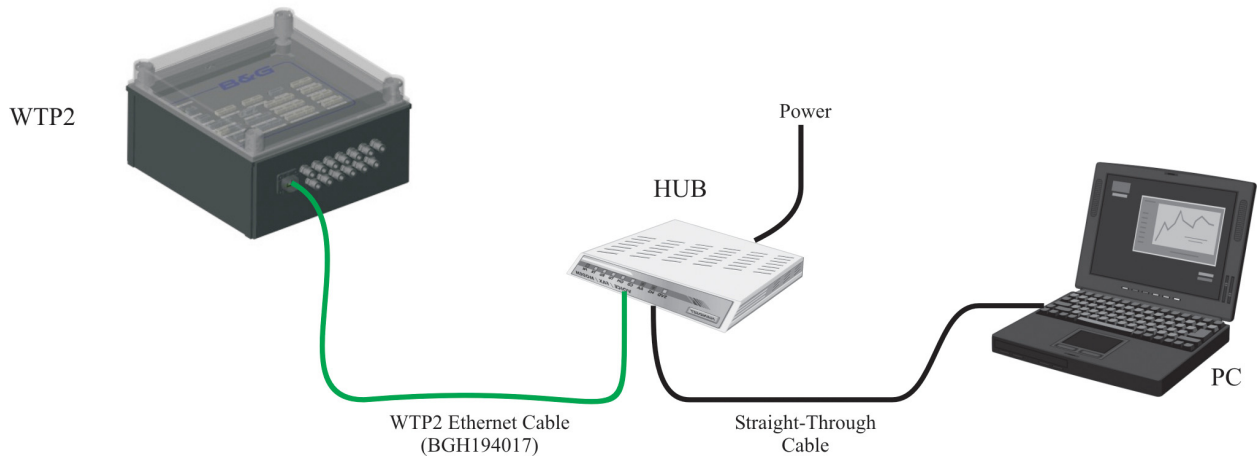 WTP2
B&G
Power
HUB
PC
WTP2 Ethernet Cable
(BGH194017)
Straight-Through
Cable